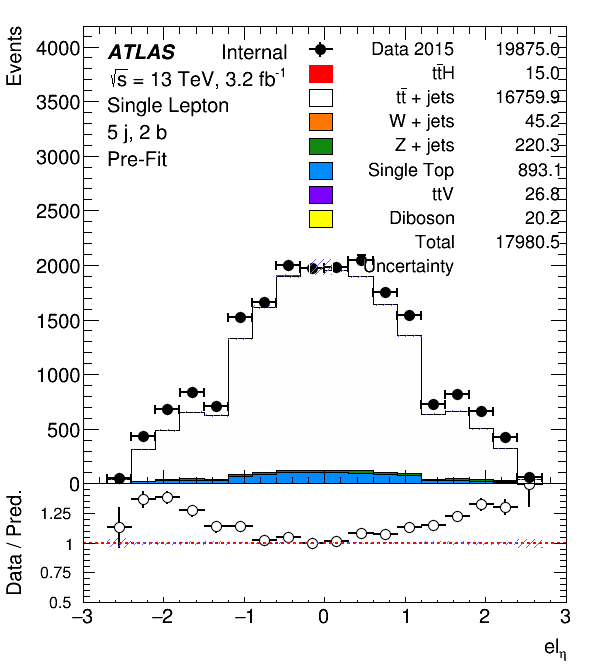 Events
4000
3500
3000
2500
2000
1500
1000
500
0
ATLAS Internal
√s = 13 TeV, 3.2 fb⁻¹
Single Lepton
5 j, 2 b
Pre-Fit
Data 2015 19875.0
tt̄H 15.0
tt̄ + jets 16759.9
W + jets 45.2
Z + jets 220.3
Single Top 893.1
ttV 26.8
Diboson 20.2
Total 17980.5
Uncertainty
Data / Pred.
1.25
1
0.75
0.5
−3 −2 −1 0 1 2 3
el_η